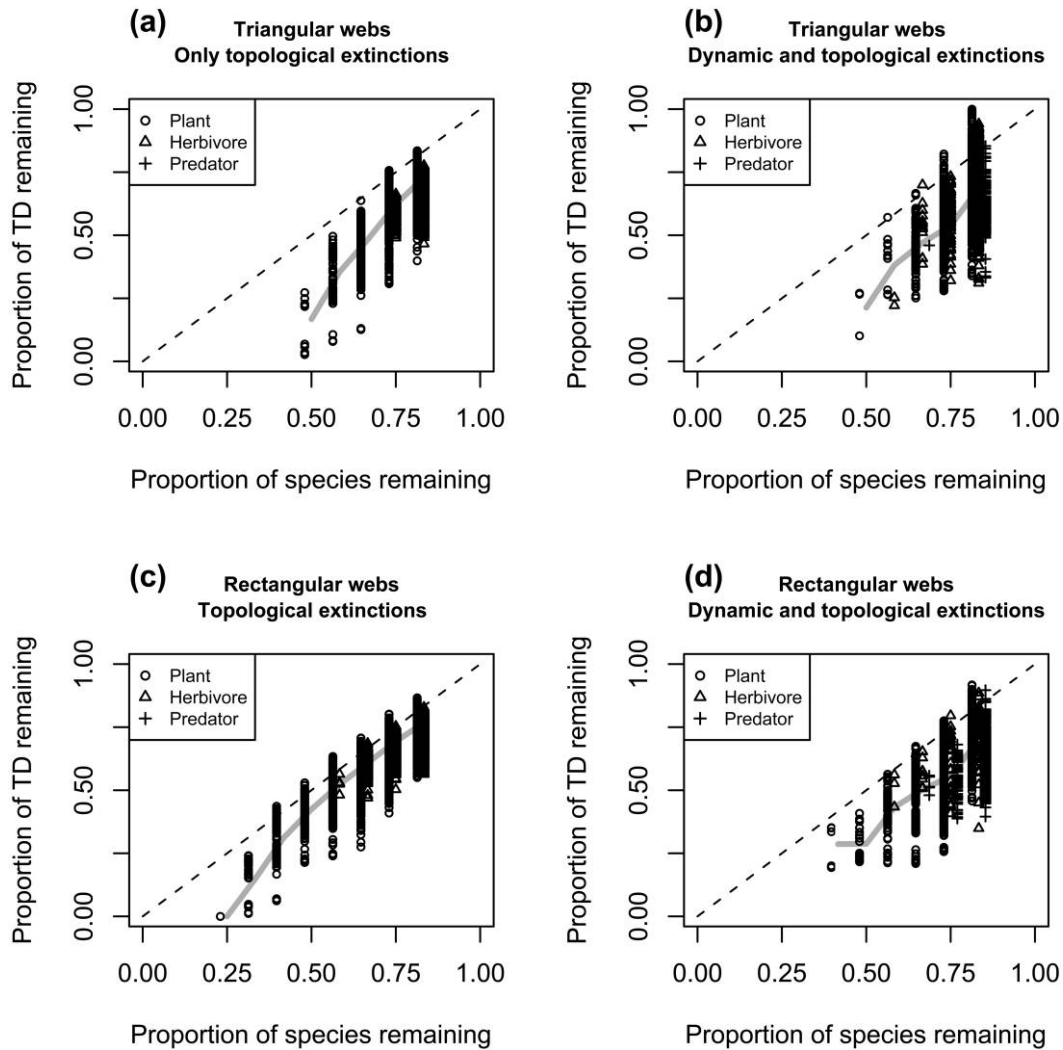 (a)
Triangular webs
Only topological extinctions
Plant
Herbivore
Predator
Proportion of TD remaining
1.00
0.50
0.00
0.00 0.25 0.50 0.75 1.00
Proportion of species remaining
(b)
Triangular webs
Dynamic and topological extinctions
Plant
Herbivore
Predator
Proportion of TD remaining
1.00
0.50
0.00
0.00 0.25 0.50 0.75 1.00
Proportion of species remaining
(c)
Rectangular webs
Topological extinctions
Plant
Herbivore
Predator
Proportion of TD remaining
1.00
0.50
0.00
0.00 0.25 0.50 0.75 1.00
Proportion of species remaining
(d)
Rectangular webs
Dynamic and topological extinctions
Plant
Herbivore
Predator
Proportion of TD remaining
1.00
0.50
0.00
0.00 0.25 0.50 0.75 1.00
Proportion of species remaining